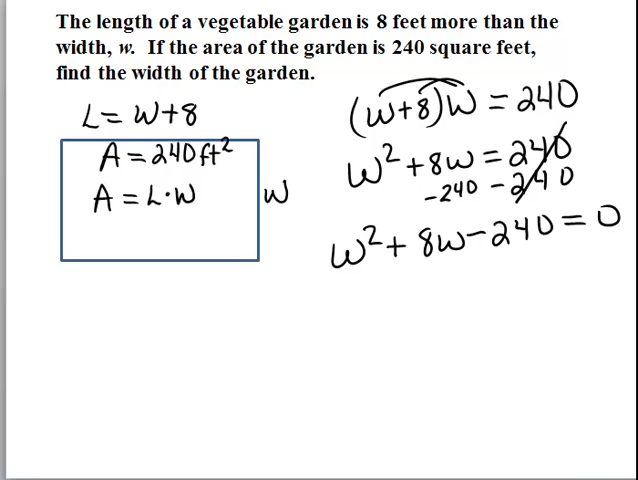 The length of a vegetable garden is 8 feet more than the
width, w. If the area of the garden is 240 square feet,
find the width of the garden.
L = w+8
A = 240 ft²
A = L·W
W
(w+8)w = 240
w² + 8w = 240
-240 - 240
w² + 8w - 240 = 0